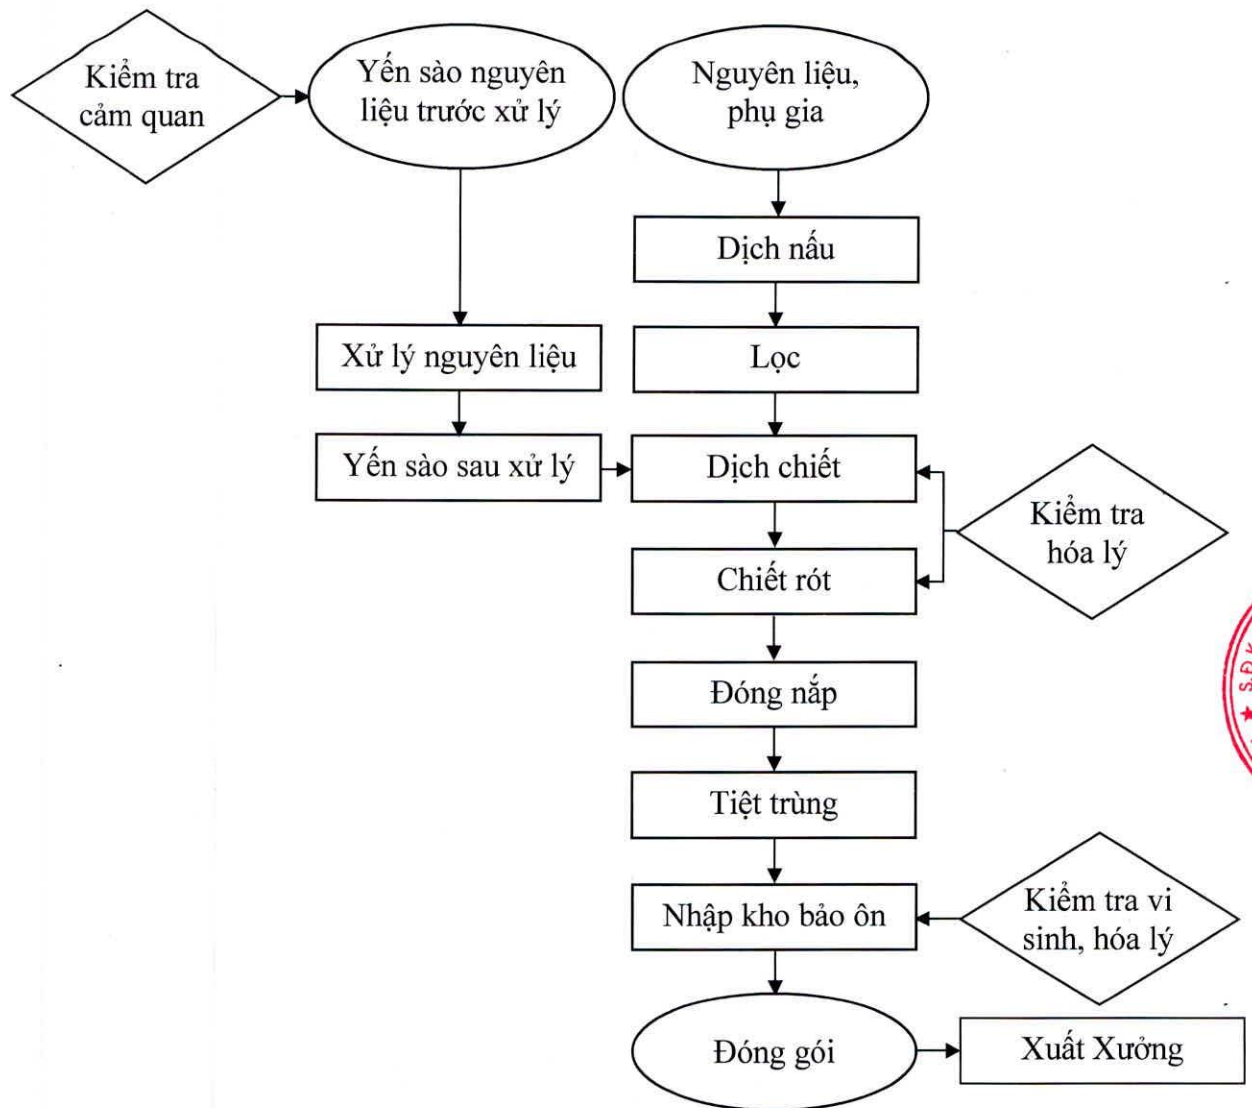 Kiểm tra
cảm quan
Yến sào nguyên
liệu trước xử lý
Nguyên liệu,
phụ gia
Dịch nấu
Xử lý nguyên liệu
Lọc
Yến sào sau xử lý
Dịch chiết
Kiểm tra
hóa lý
Chiết rót
Đóng nắp
Tiệt trùng
Nhập kho bảo ôn
Kiểm tra vi
sinh, hóa lý
Đóng gói
Xuất Xưởng